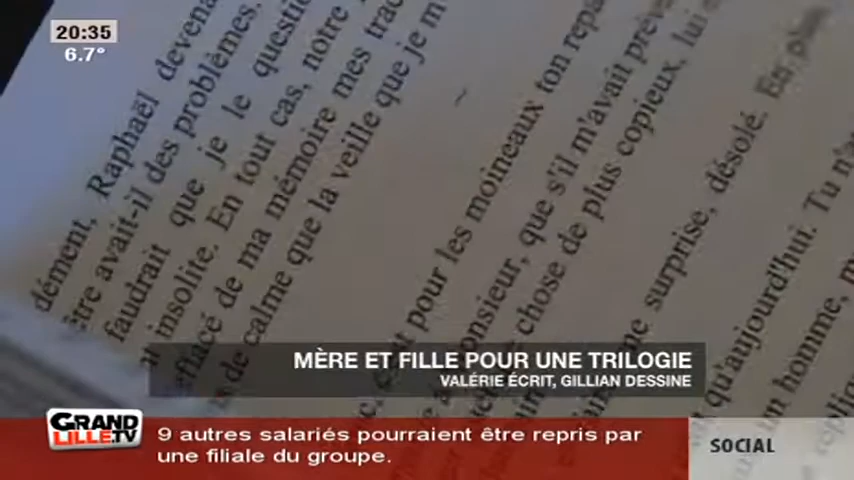 20:35
6.7°
dément, Raphaël devena
être avait-il des problèmes.
faudrait que je le questi
insolite. En tout cas, notre
de ma mémoire mes trac
de calme que la veille que je m
~
pour les moineaux ton repa
monsieur, que s'il m'avait prév
chose de plus copieux, lui
une surprise, désolé. En plus
qu'aujourd'hui. Tu n'a
un homme, m
MÈRE ET FILLE POUR UNE TRILOGIE
VALÉRIE ÉCRIT, GILLIAN DESSINE
GRAND
LILLE.TV
9 autres salariés pourraient être repris par
une filiale du groupe.
SOCIAL